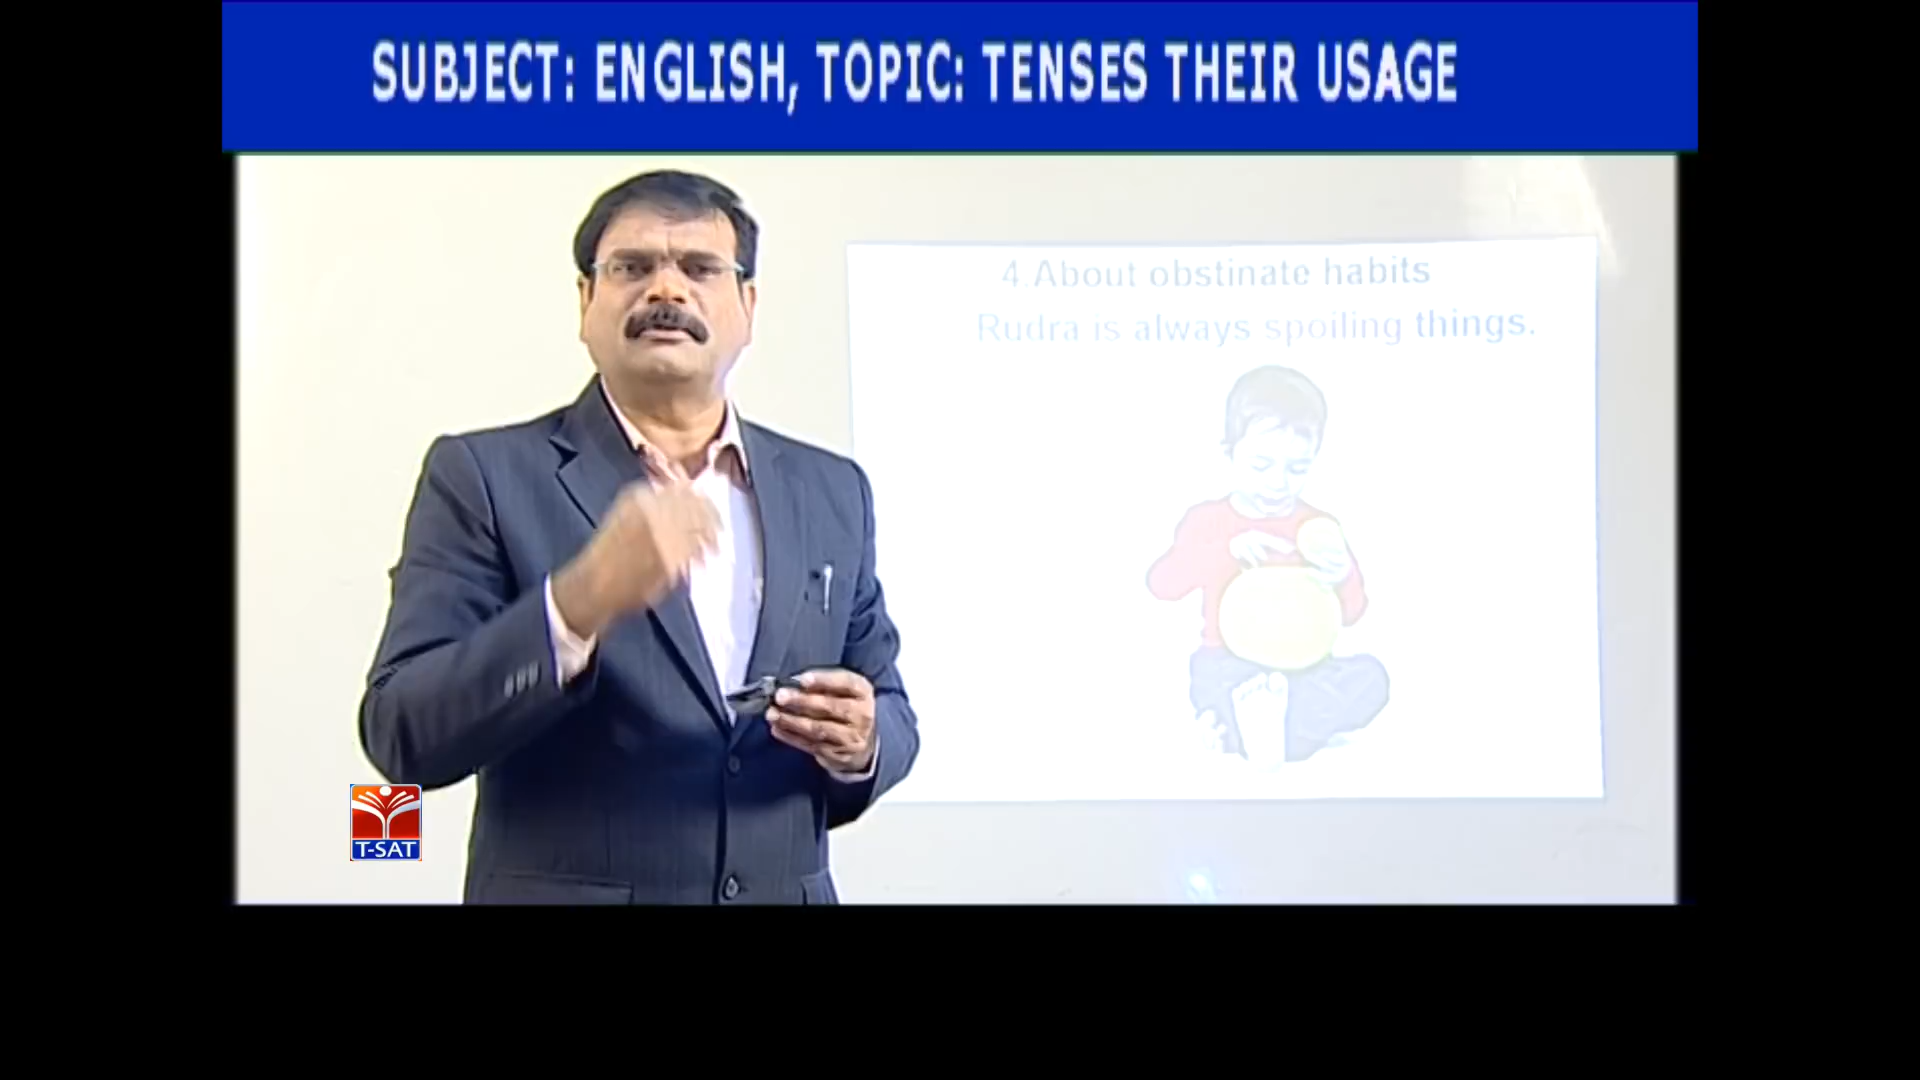 SUBJECT: ENGLISH, TOPIC: TENSES THEIR USAGE
4.About obstinate habits
Rudra is always spoiling things.
T-SAT